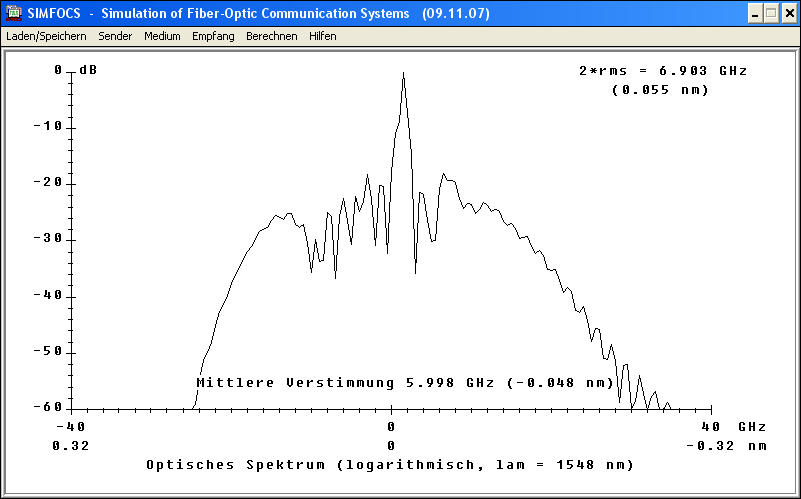 SIMFOCS - Simulation of Fiber-Optic Communication Systems (09.11.07)
Laden/Speichern Sender Medium Empfang Berechnen Hilfen
0 dB
2*rms = 6.903 GHz
(0.055 nm)
-10
-20
-30
-40
-50
Mittlere Verstimmung 5.998 GHz (-0.048 nm)
-60
-40 0 40 GHz
0.32 0 -0.32 nm
Optisches Spektrum (logarithmisch, lam = 1548 nm)